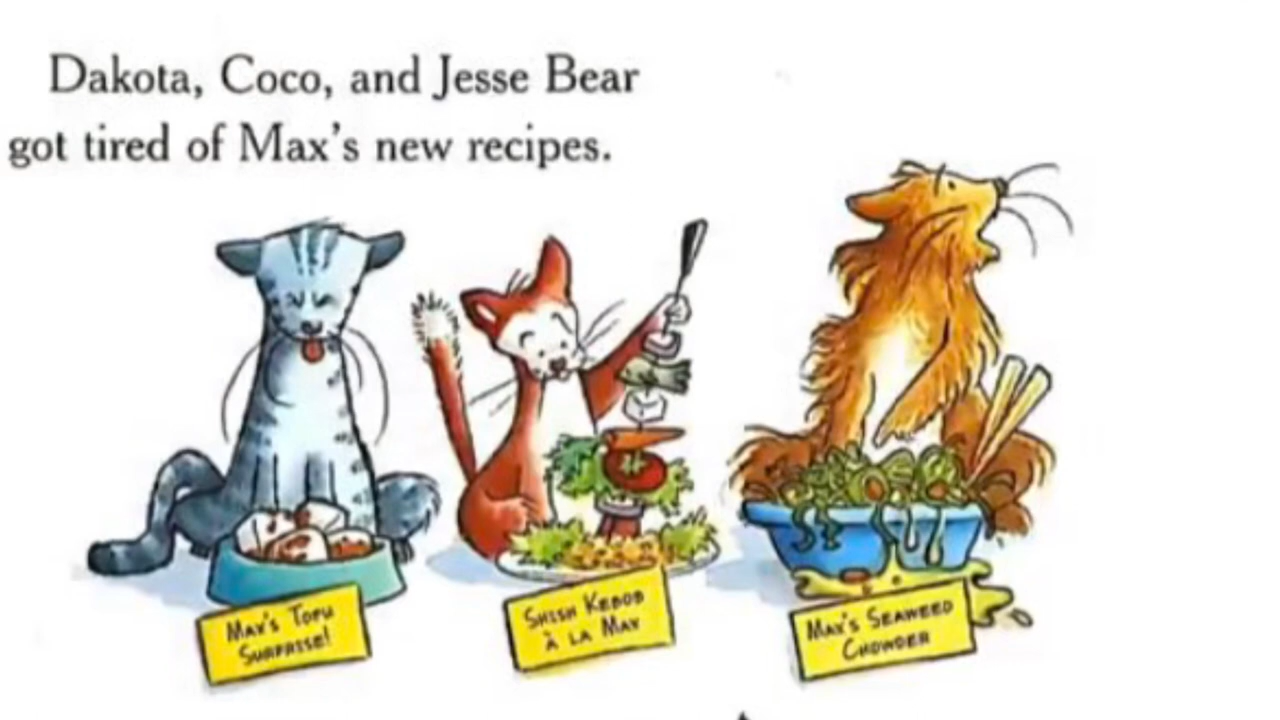 Dakota, Coco, and Jesse Bear
got tired of Max's new recipes.
Max's Tofu
Surprise!
Shish Kebob
à la Max
Max's Seaweed
Chowder